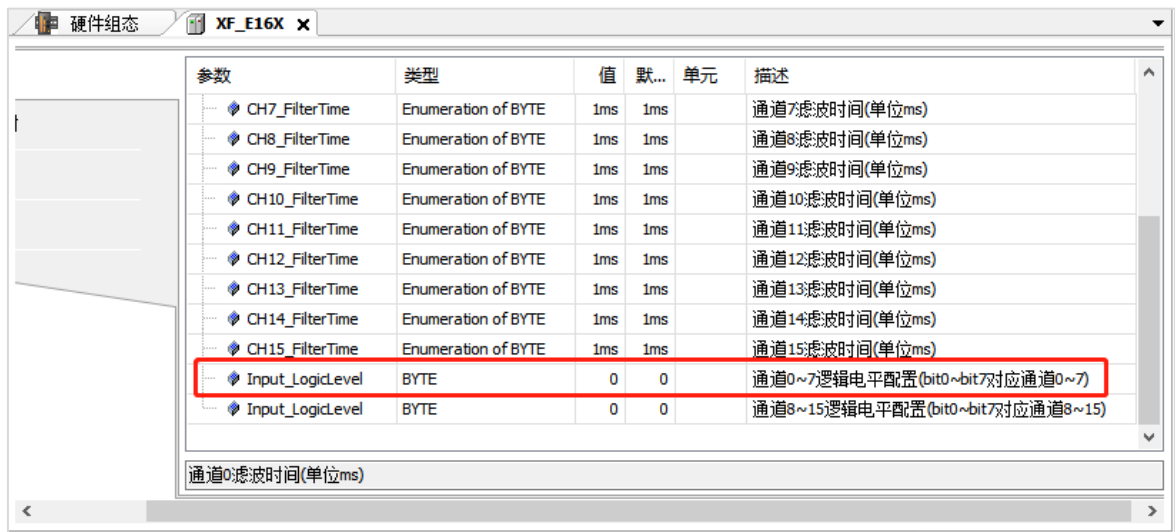 硬件组态 XF_E16X
参数 类型 值 默... 单元 描述
CH7_FilterTime Enumeration of BYTE 1ms 1ms 通道7滤波时间(单位ms)
CH8_FilterTime Enumeration of BYTE 1ms 1ms 通道8滤波时间(单位ms)
CH9_FilterTime Enumeration of BYTE 1ms 1ms 通道9滤波时间(单位ms)
CH10_FilterTime Enumeration of BYTE 1ms 1ms 通道10滤波时间(单位ms)
CH11_FilterTime Enumeration of BYTE 1ms 1ms 通道11滤波时间(单位ms)
CH12_FilterTime Enumeration of BYTE 1ms 1ms 通道12滤波时间(单位ms)
CH13_FilterTime Enumeration of BYTE 1ms 1ms 通道13滤波时间(单位ms)
CH14_FilterTime Enumeration of BYTE 1ms 1ms 通道14滤波时间(单位ms)
CH15_FilterTime Enumeration of BYTE 1ms 1ms 通道15滤波时间(单位ms)
Input_LogicLevel BYTE 0 0 通道0~7逻辑电平配置(bit0~bit7对应通道0~7)
Input_LogicLevel BYTE 0 0 通道8~15逻辑电平配置(bit0~bit7对应通道8~15)
通道0滤波时间(单位ms)